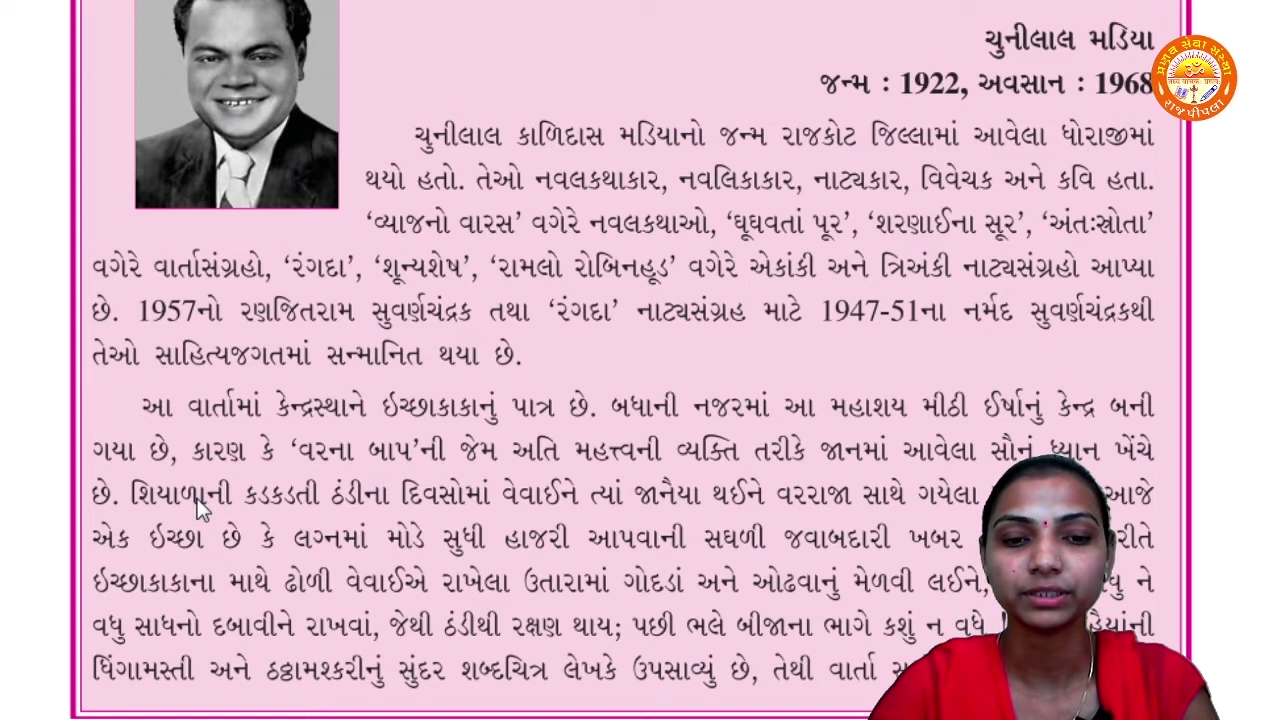 ચુનીલાલ મડિયા
જન્મ : 1922, અવસાન : 1968
પ્રણવ સેવા સંસ્થા
રાજપીપલા
ચુનીલાલ કાળિદાસ મડિયાનો જન્મ રાજકોટ જિલ્લામાં આવેલા ધોરાજીમાં
થયો હતો. તેઓ નવલકથાકાર, નવલિકાકાર, નાટ્યકાર, વિવેચક અને કવિ હતા.
‘વ્યાજનો વારસ’ વગેરે નવલકથાઓ, ‘ઘૂઘવતાં પૂર’, ‘શરણાઈના સૂર’, ‘અંતઃસ્રોતા’
વગેરે વાર્તાસંગ્રહો, ‘રંગદા’, ‘શૂન્યશેષ’, ‘રામલો રોબિનહૂડ’ વગેરે એકાંકી અને ત્રિઅંકી નાટ્યસંગ્રહો આપ્યા
છે. 1957નો રણજિતરામ સુવર્ણચંદ્રક તથા ‘રંગદા’ નાટ્યસંગ્રહ માટે 1947-51ના નર્મદ સુવર્ણચંદ્રકથી
તેઓ સાહિત્યજગતમાં સન્માનિત થયા છે.
આ વાર્તામાં કેન્દ્રસ્થાને ઇચ્છાકાકાનું પાત્ર છે. બધાની નજરમાં આ મહાશય મીઠી ઈર્ષાનું કેન્દ્ર બની
ગયા છે, કારણ કે ‘વરના બાપ’ની જેમ અતિ મહત્ત્વની વ્યક્તિ તરીકે જાનમાં આવેલા સૌનું ધ્યાન ખેંચે
છે. શિયાળાની કડકડતી ઠંડીના દિવસોમાં વેવાઈને ત્યાં જાનૈયા થઈને વરરાજા સાથે ગયેલા આજે
એક ઇચ્છા છે કે લગ્નમાં મોડે સુધી હાજરી આપવાની સઘળી જવાબદારી ખબર રીતે
ઇચ્છાકાકાના માથે ઢોળી વેવાઈએ રાખેલા ઉતારામાં ગોદડાં અને ઓઢવાનું મેળવી લઈને, ને
વધુ સાધનો દબાવીને રાખવાં, જેથી ઠંડીથી રક્ષણ થાય; પછી ભલે બીજાના ભાગે કશું ન વધે
ધિંગામસ્તી અને ઠઠ્ઠામશ્કરીનું સુંદર શબ્દચિત્ર લેખકે ઉપસાવ્યું છે, તેથી વાર્તા